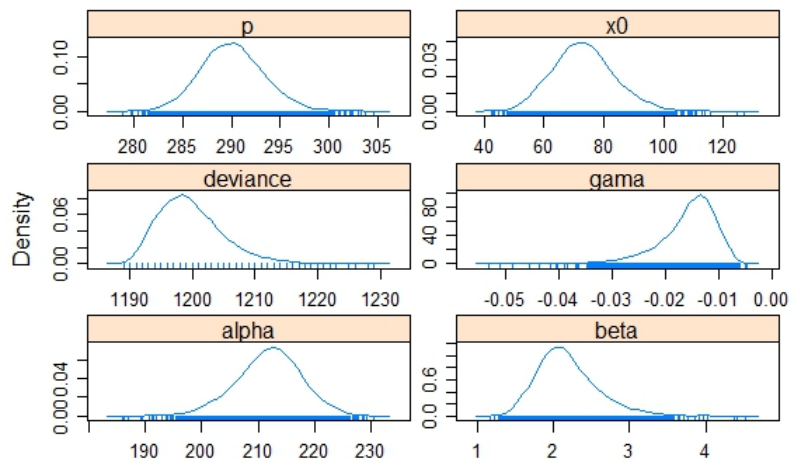 p
x0
0.00 0.10
0.00 0.03
280 285 290 295 300 305
40 60 80 100 120
deviance
gama
Density
0.00 0.06
0 40 80
1190 1200 1210 1220 1230
-0.05 -0.04 -0.03 -0.02 -0.01 0.00
alpha
beta
0.00 0.04
0.0 0.6
190 200 210 220 230
1 2 3 4